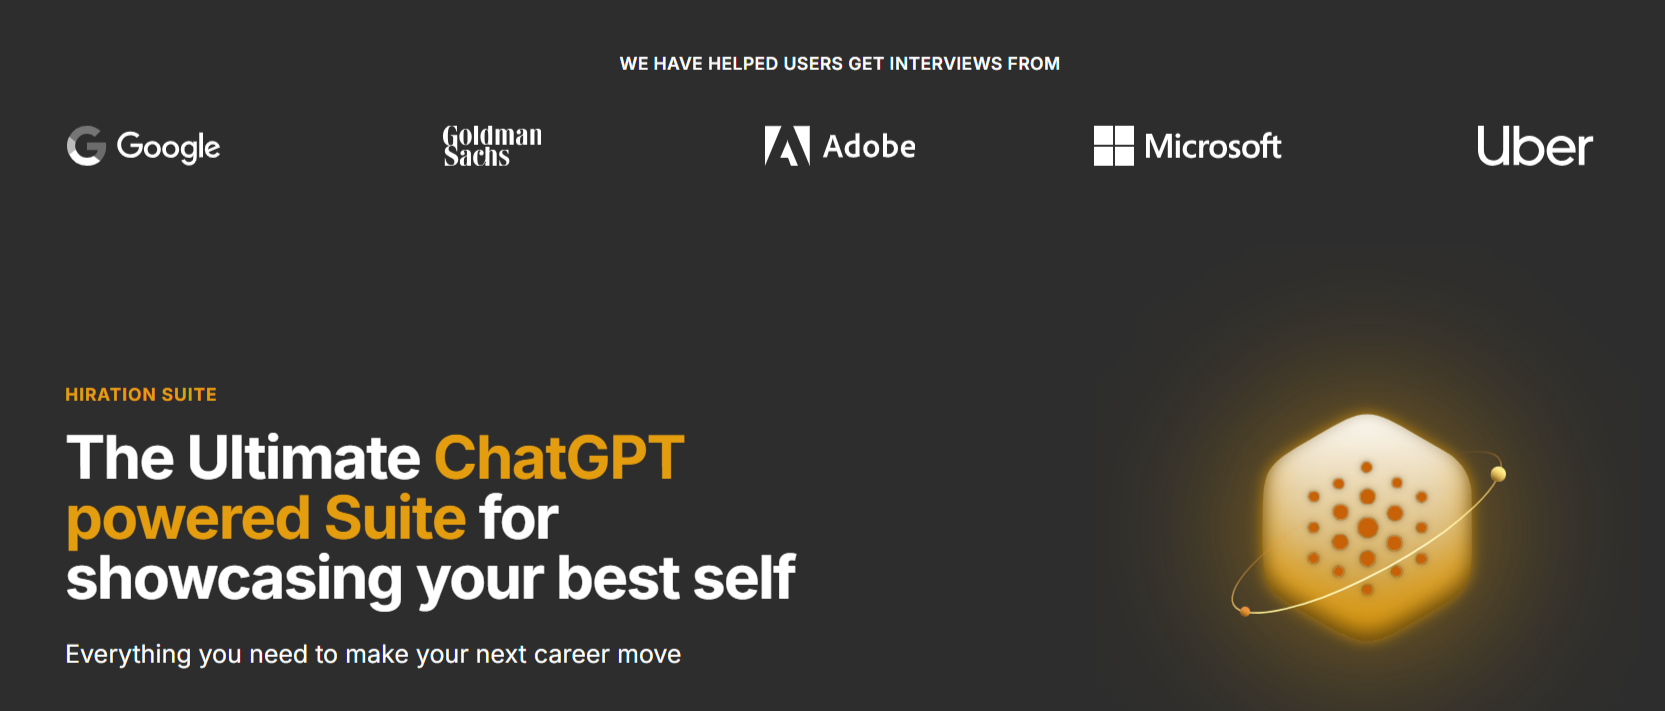 WE HAVE HELPED USERS GET INTERVIEWS FROM
Google
Goldman
Sachs
Adobe
Microsoft
Uber
HIRATION SUITE
The Ultimate ChatGPT
powered Suite for
showcasing your best self
Everything you need to make your next career move